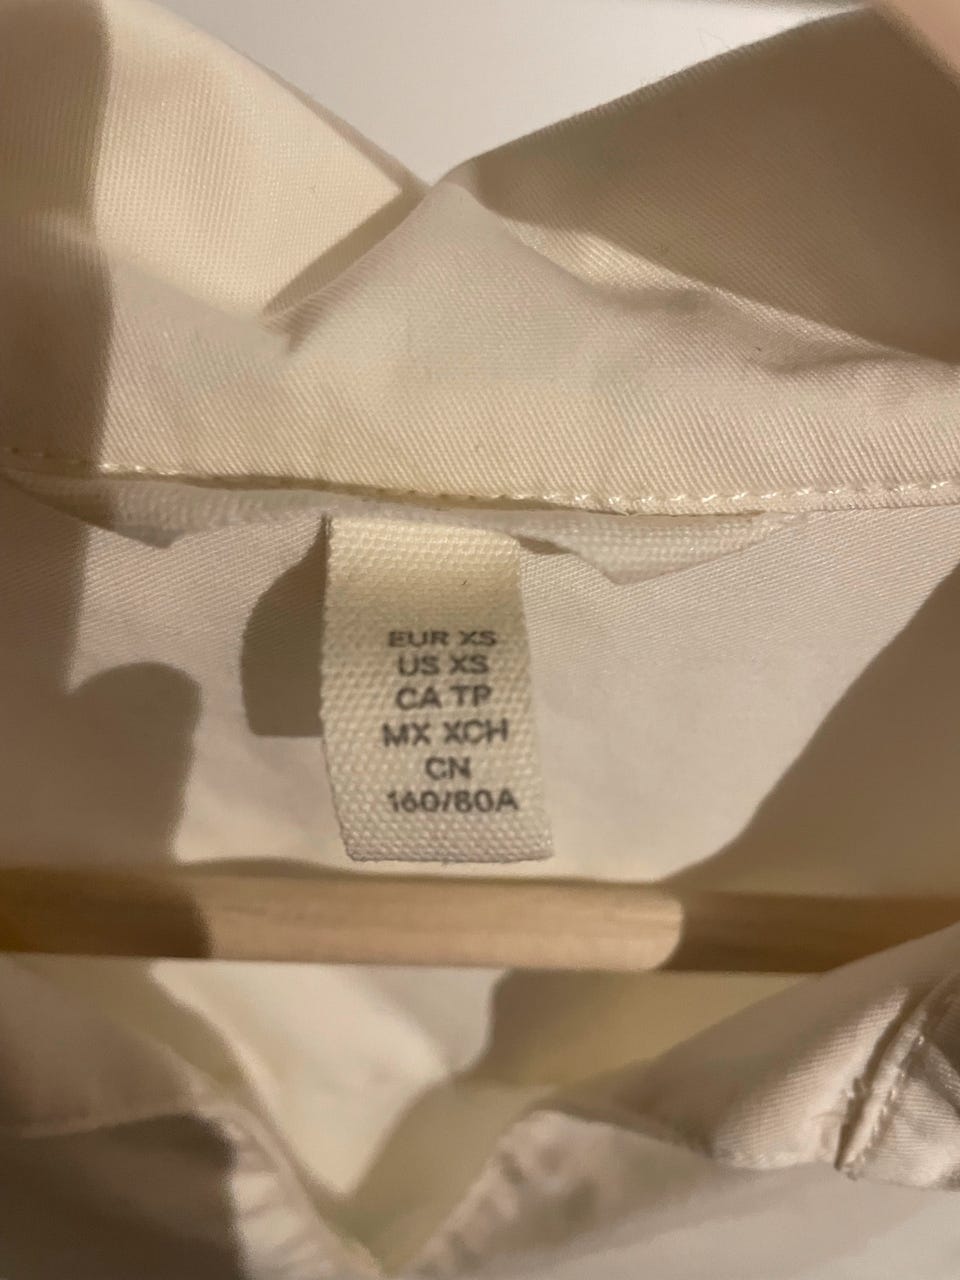 EUR XS
US XS
CA TP
MX XCH
CN
160/80A